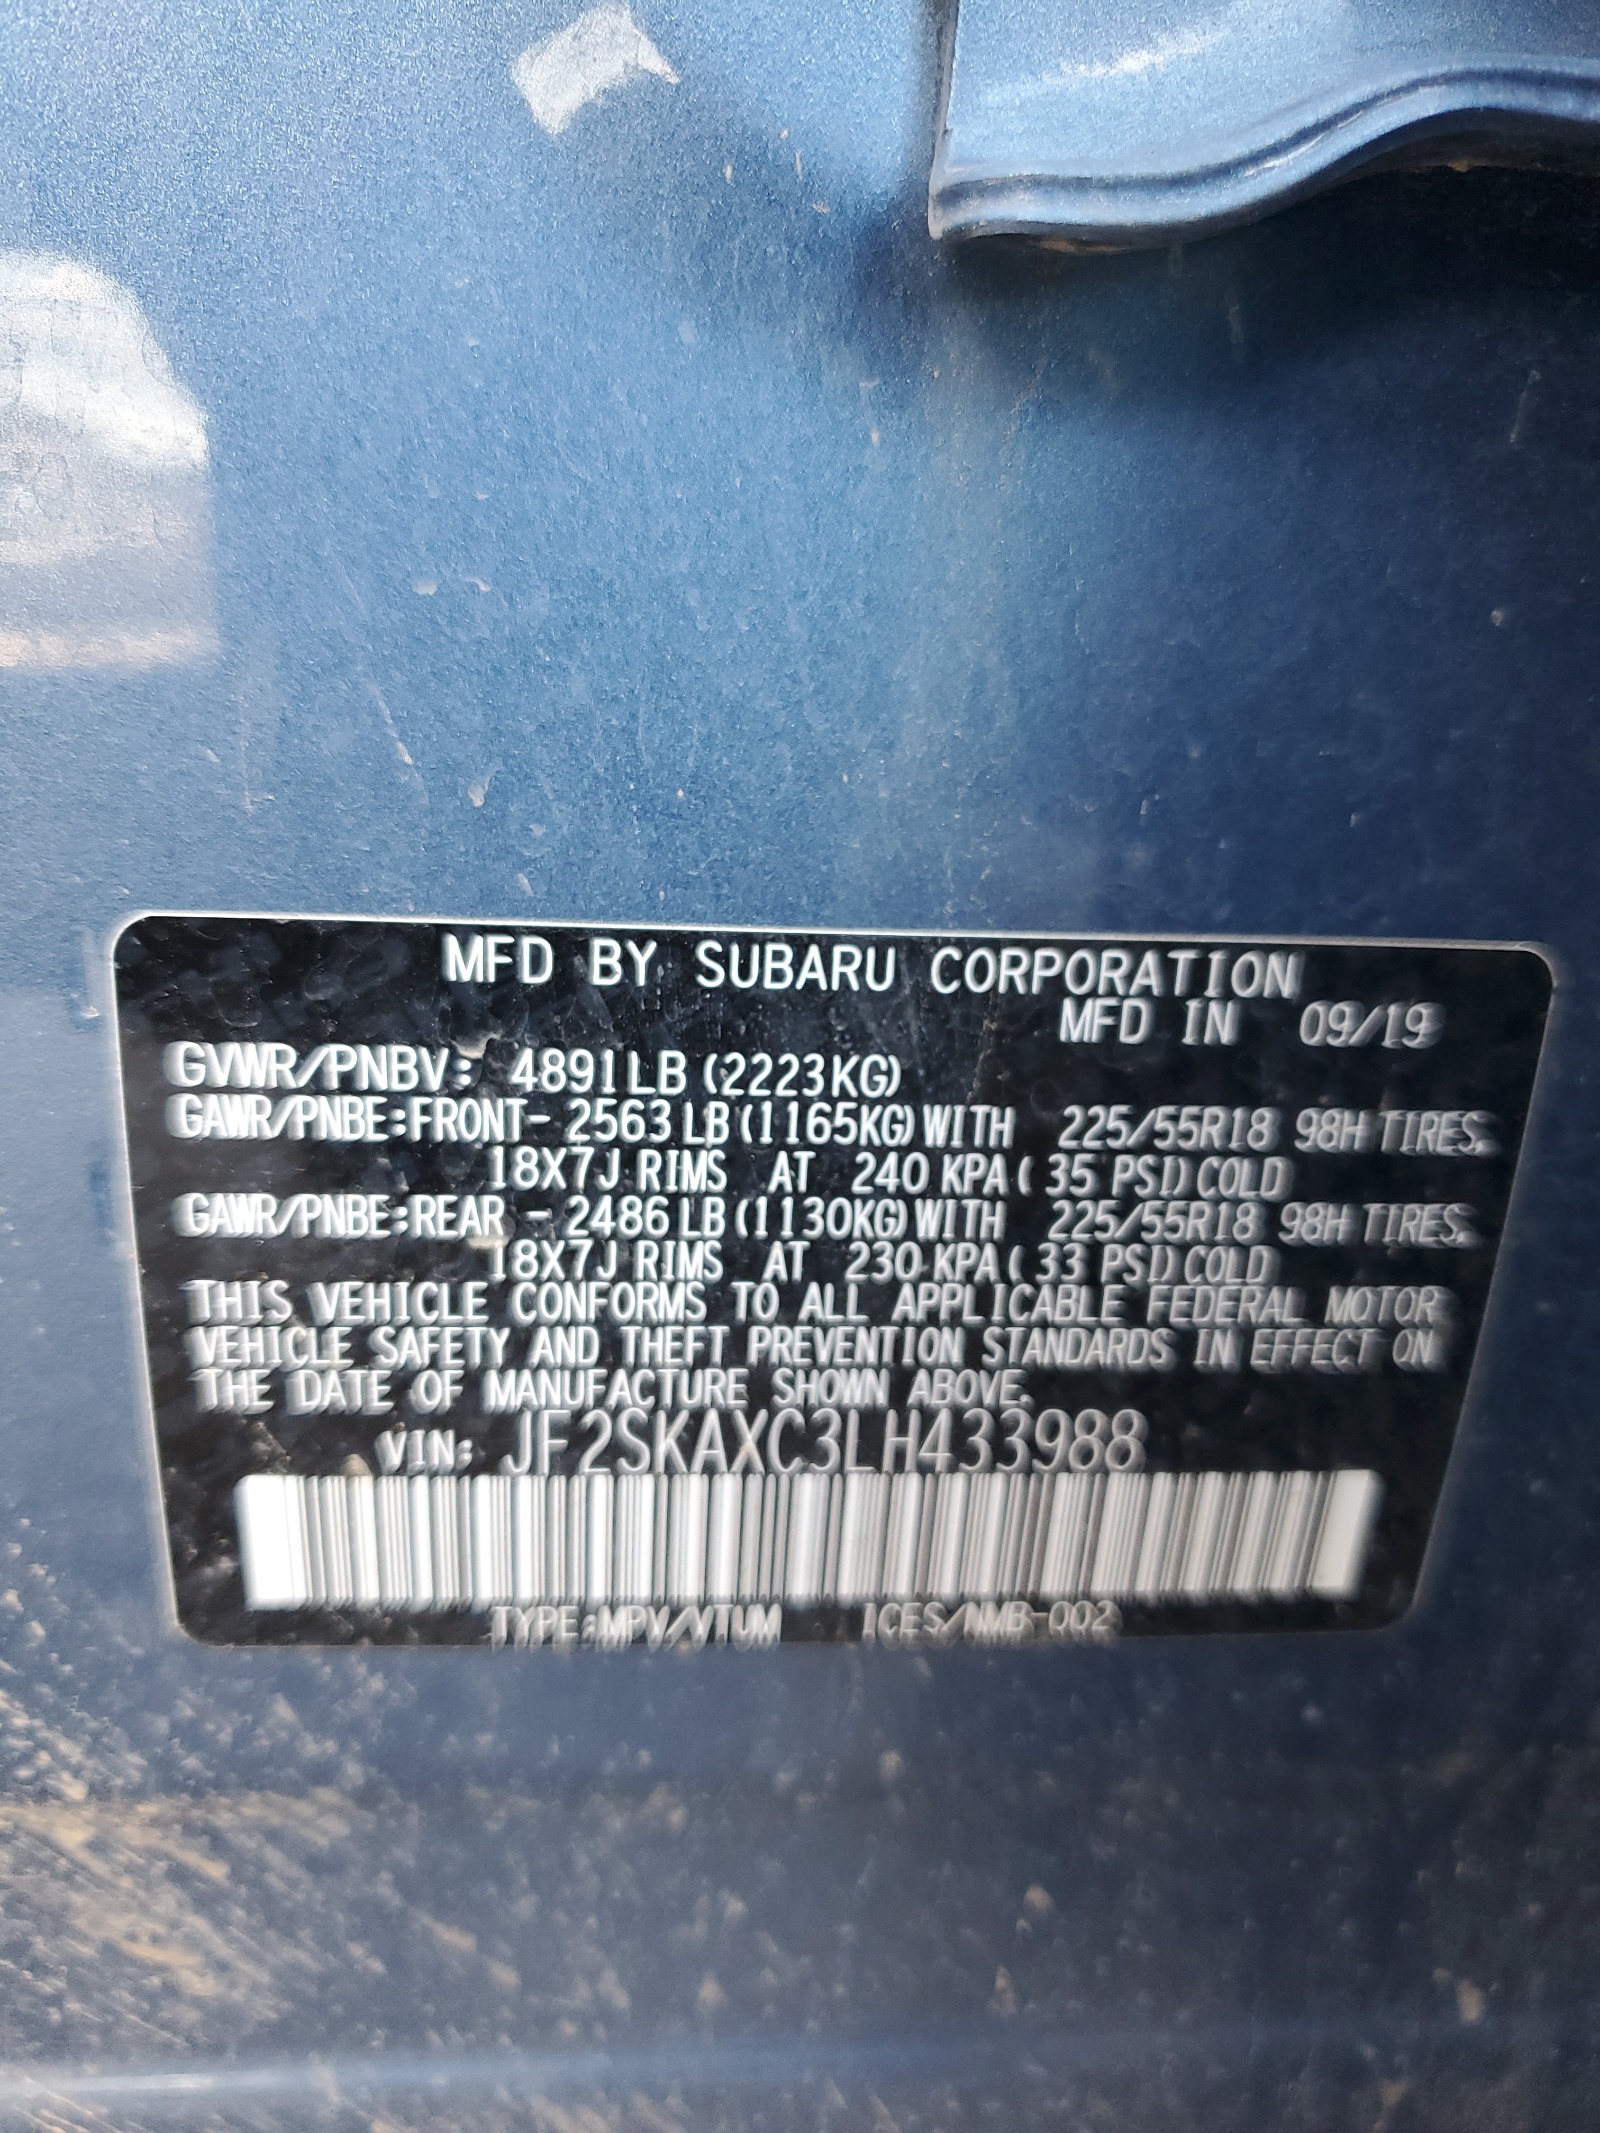 MFD BY SUBARU CORPORATION
MFD IN 09/19
GVWR/PNBV: 4891LB (2223KG)
GAWR/PNBE:FRONT- 2563LB(1165KG)WITH 225/55R18 98H TIRES,
18X7J RIMS AT 240 KPA( 35 PSI)COLD
GAWR/PNBE:REAR - 2486LB(1130KG)WITH 225/55R18 98H TIRES,
18X7J RIMS AT 230 KPA( 33 PSI)COLD
THIS VEHICLE CONFORMS TO ALL APPLICABLE FEDERAL MOTOR
VEHICLE SAFETY AND THEFT PREVENTION STANDARDS IN EFFECT ON
THE DATE OF MANUFACTURE SHOWN ABOVE.
VIN: JF2SKAXC3LH433988
TYPE:MPV/VTUM ICES/NMB-002